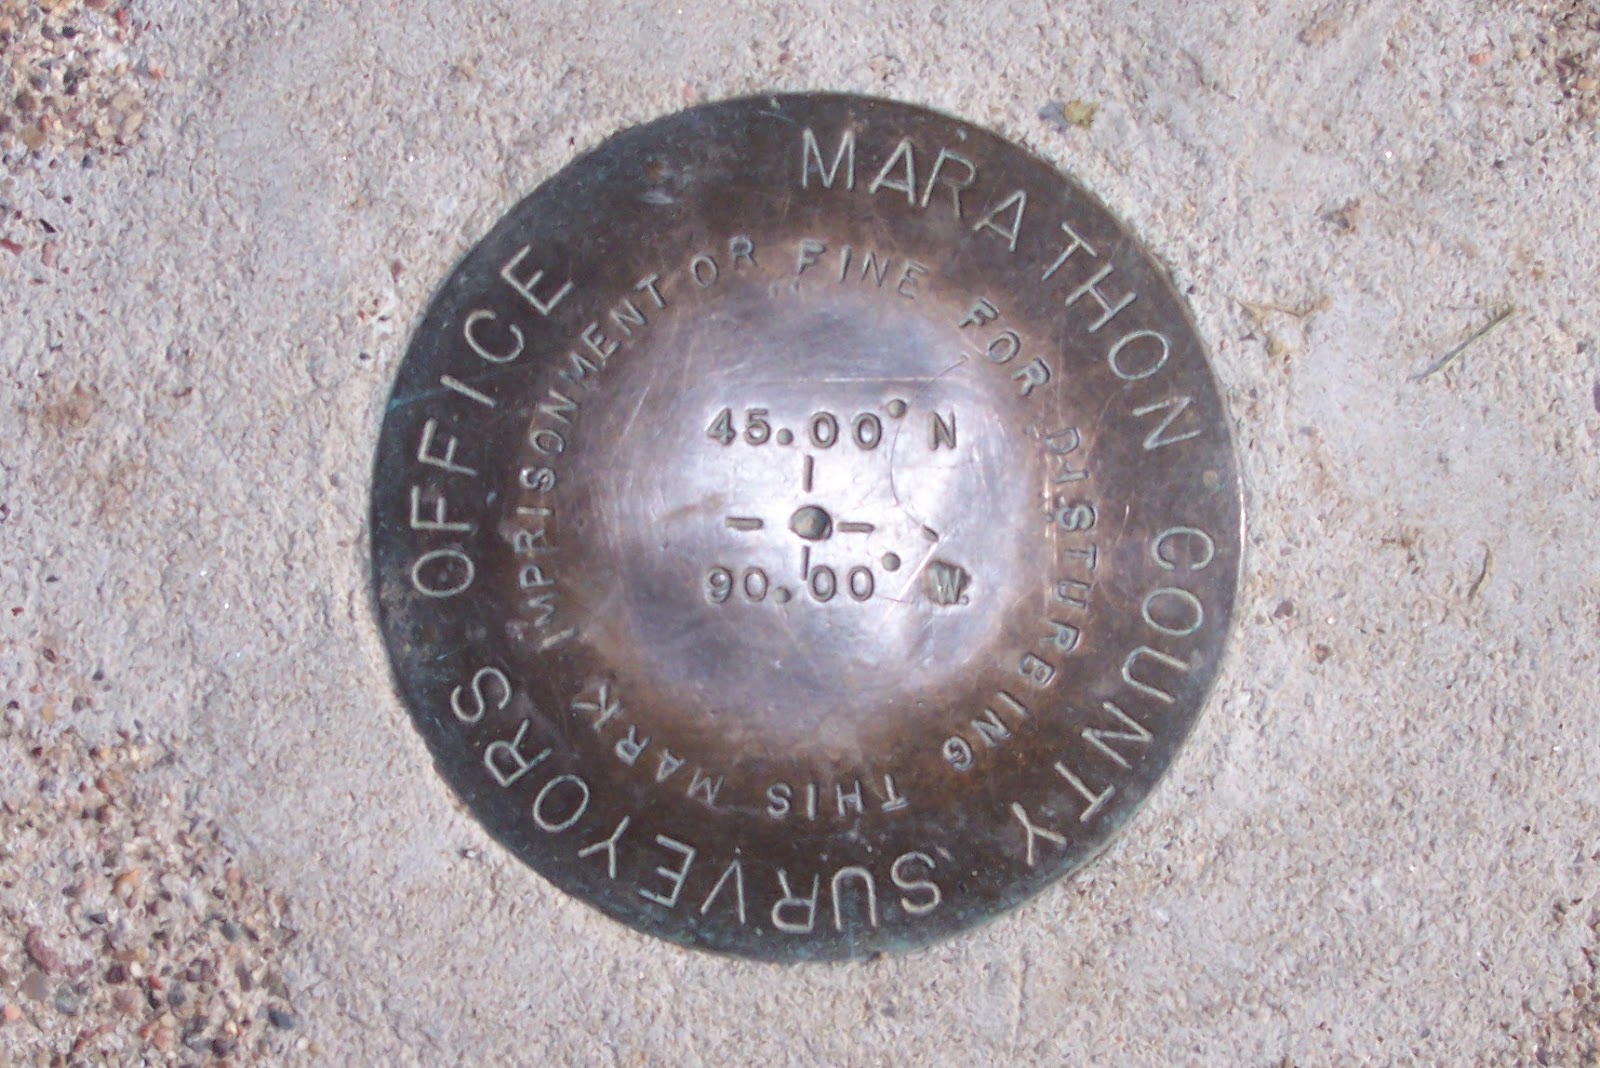 MARATHON COUNTY SURVEYORS OFFICE
IMPRISONMENT OR FINE FOR DISTURBING THIS MARK
45.00° N
90.00° W.